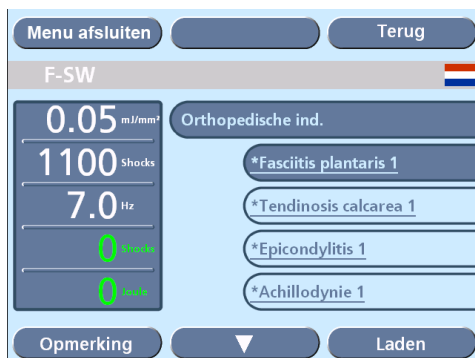 Menu afsluiten
Terug
F-SW
0.05 mJ/mm²
1100 Shocks
7.0 Hz
0 Shocks
0 Joule
Orthopedische ind.
*Fasciitis plantaris 1
*Tendinosis calcarea 1
*Epicondylitis 1
*Achillodynie 1
Opmerking
Laden